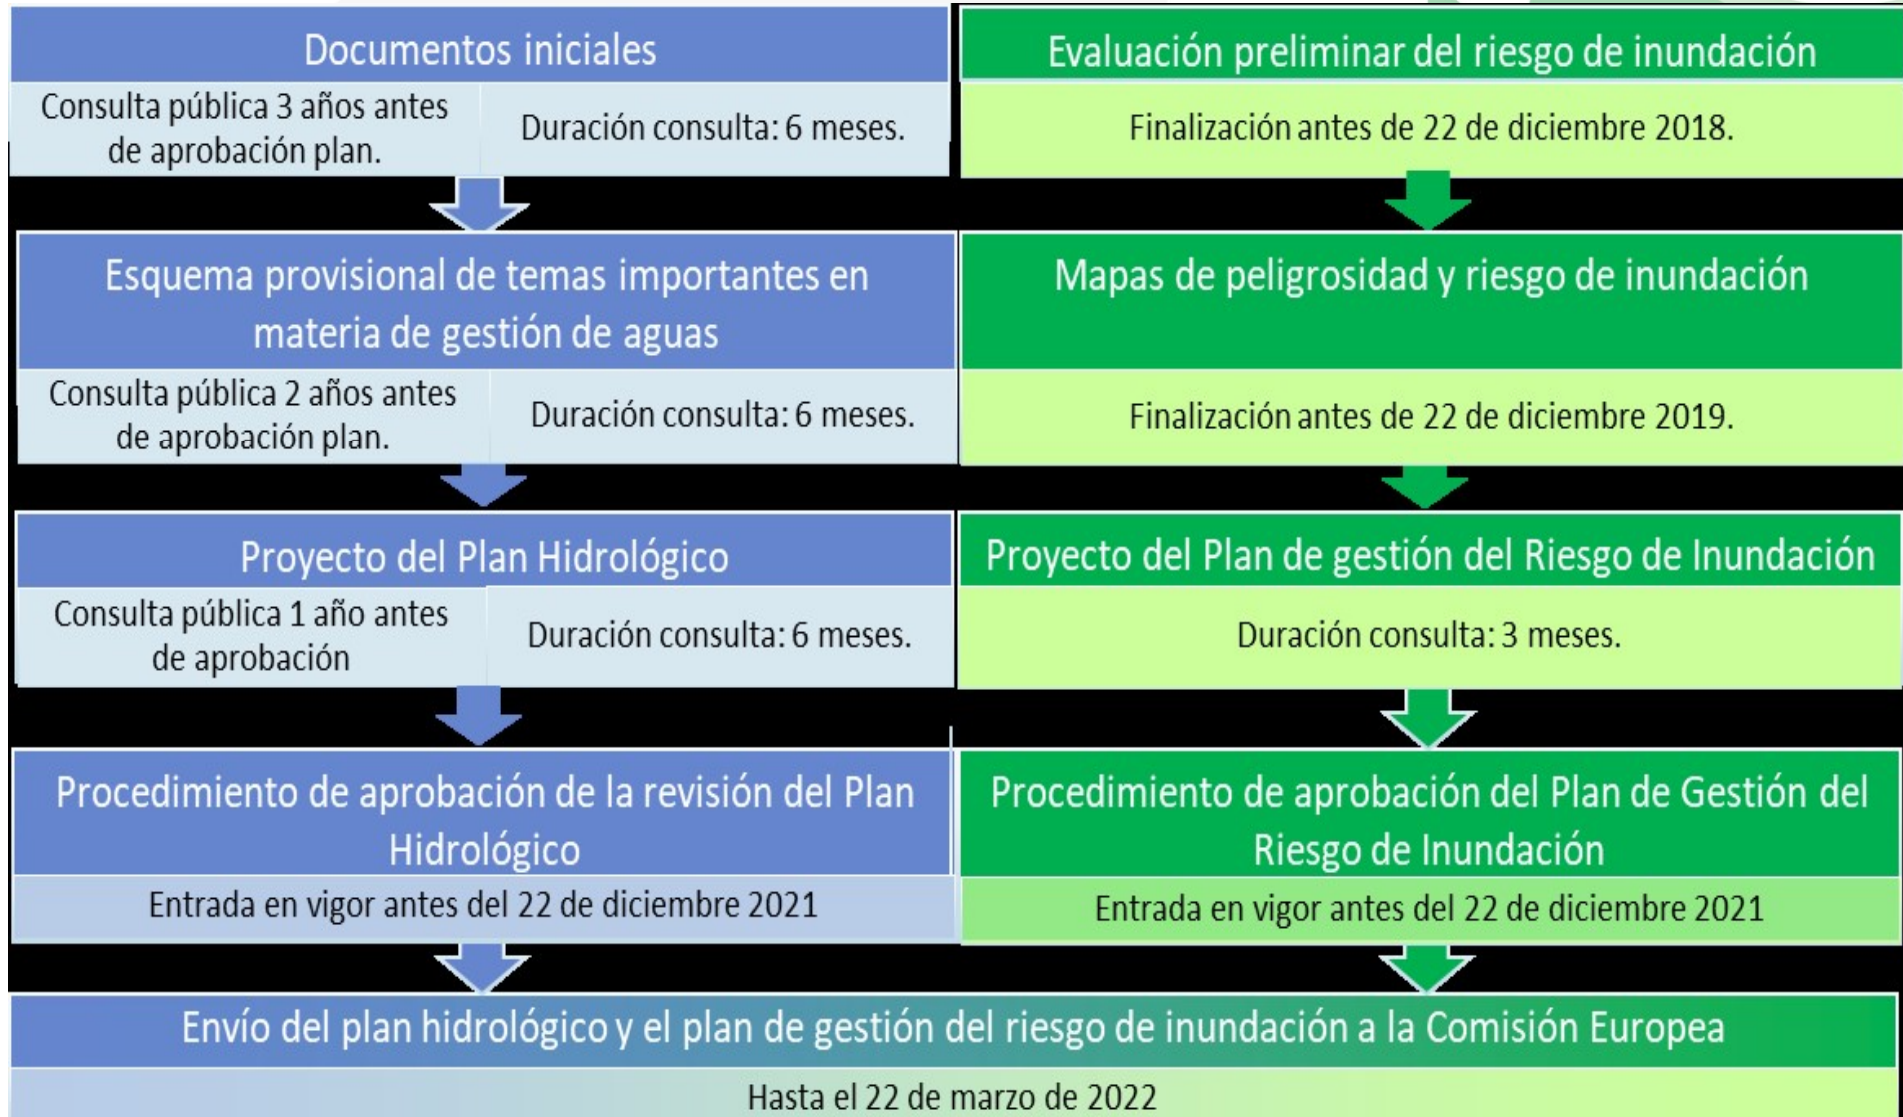 Documentos iniciales
Consulta pública 3 años antes
de aprobación plan.
Duración consulta: 6 meses.
Evaluación preliminar del riesgo de inundación
Finalización antes de 22 de diciembre 2018.
Esquema provisional de temas importantes en
materia de gestión de aguas
Consulta pública 2 años antes
de aprobación plan.
Duración consulta: 6 meses.
Mapas de peligrosidad y riesgo de inundación
Finalización antes de 22 de diciembre 2019.
Proyecto del Plan Hidrológico
Consulta pública 1 año antes
de aprobación
Duración consulta: 6 meses.
Proyecto del Plan de gestión del Riesgo de Inundación
Duración consulta: 3 meses.
Procedimiento de aprobación de la revisión del Plan
Hidrológico
Entrada en vigor antes del 22 de diciembre 2021
Procedimiento de aprobación del Plan de Gestión del
Riesgo de Inundación
Entrada en vigor antes del 22 de diciembre 2021
Envío del plan hidrológico y el plan de gestión del riesgo de inundación a la Comisión Europea
Hasta el 22 de marzo de 2022